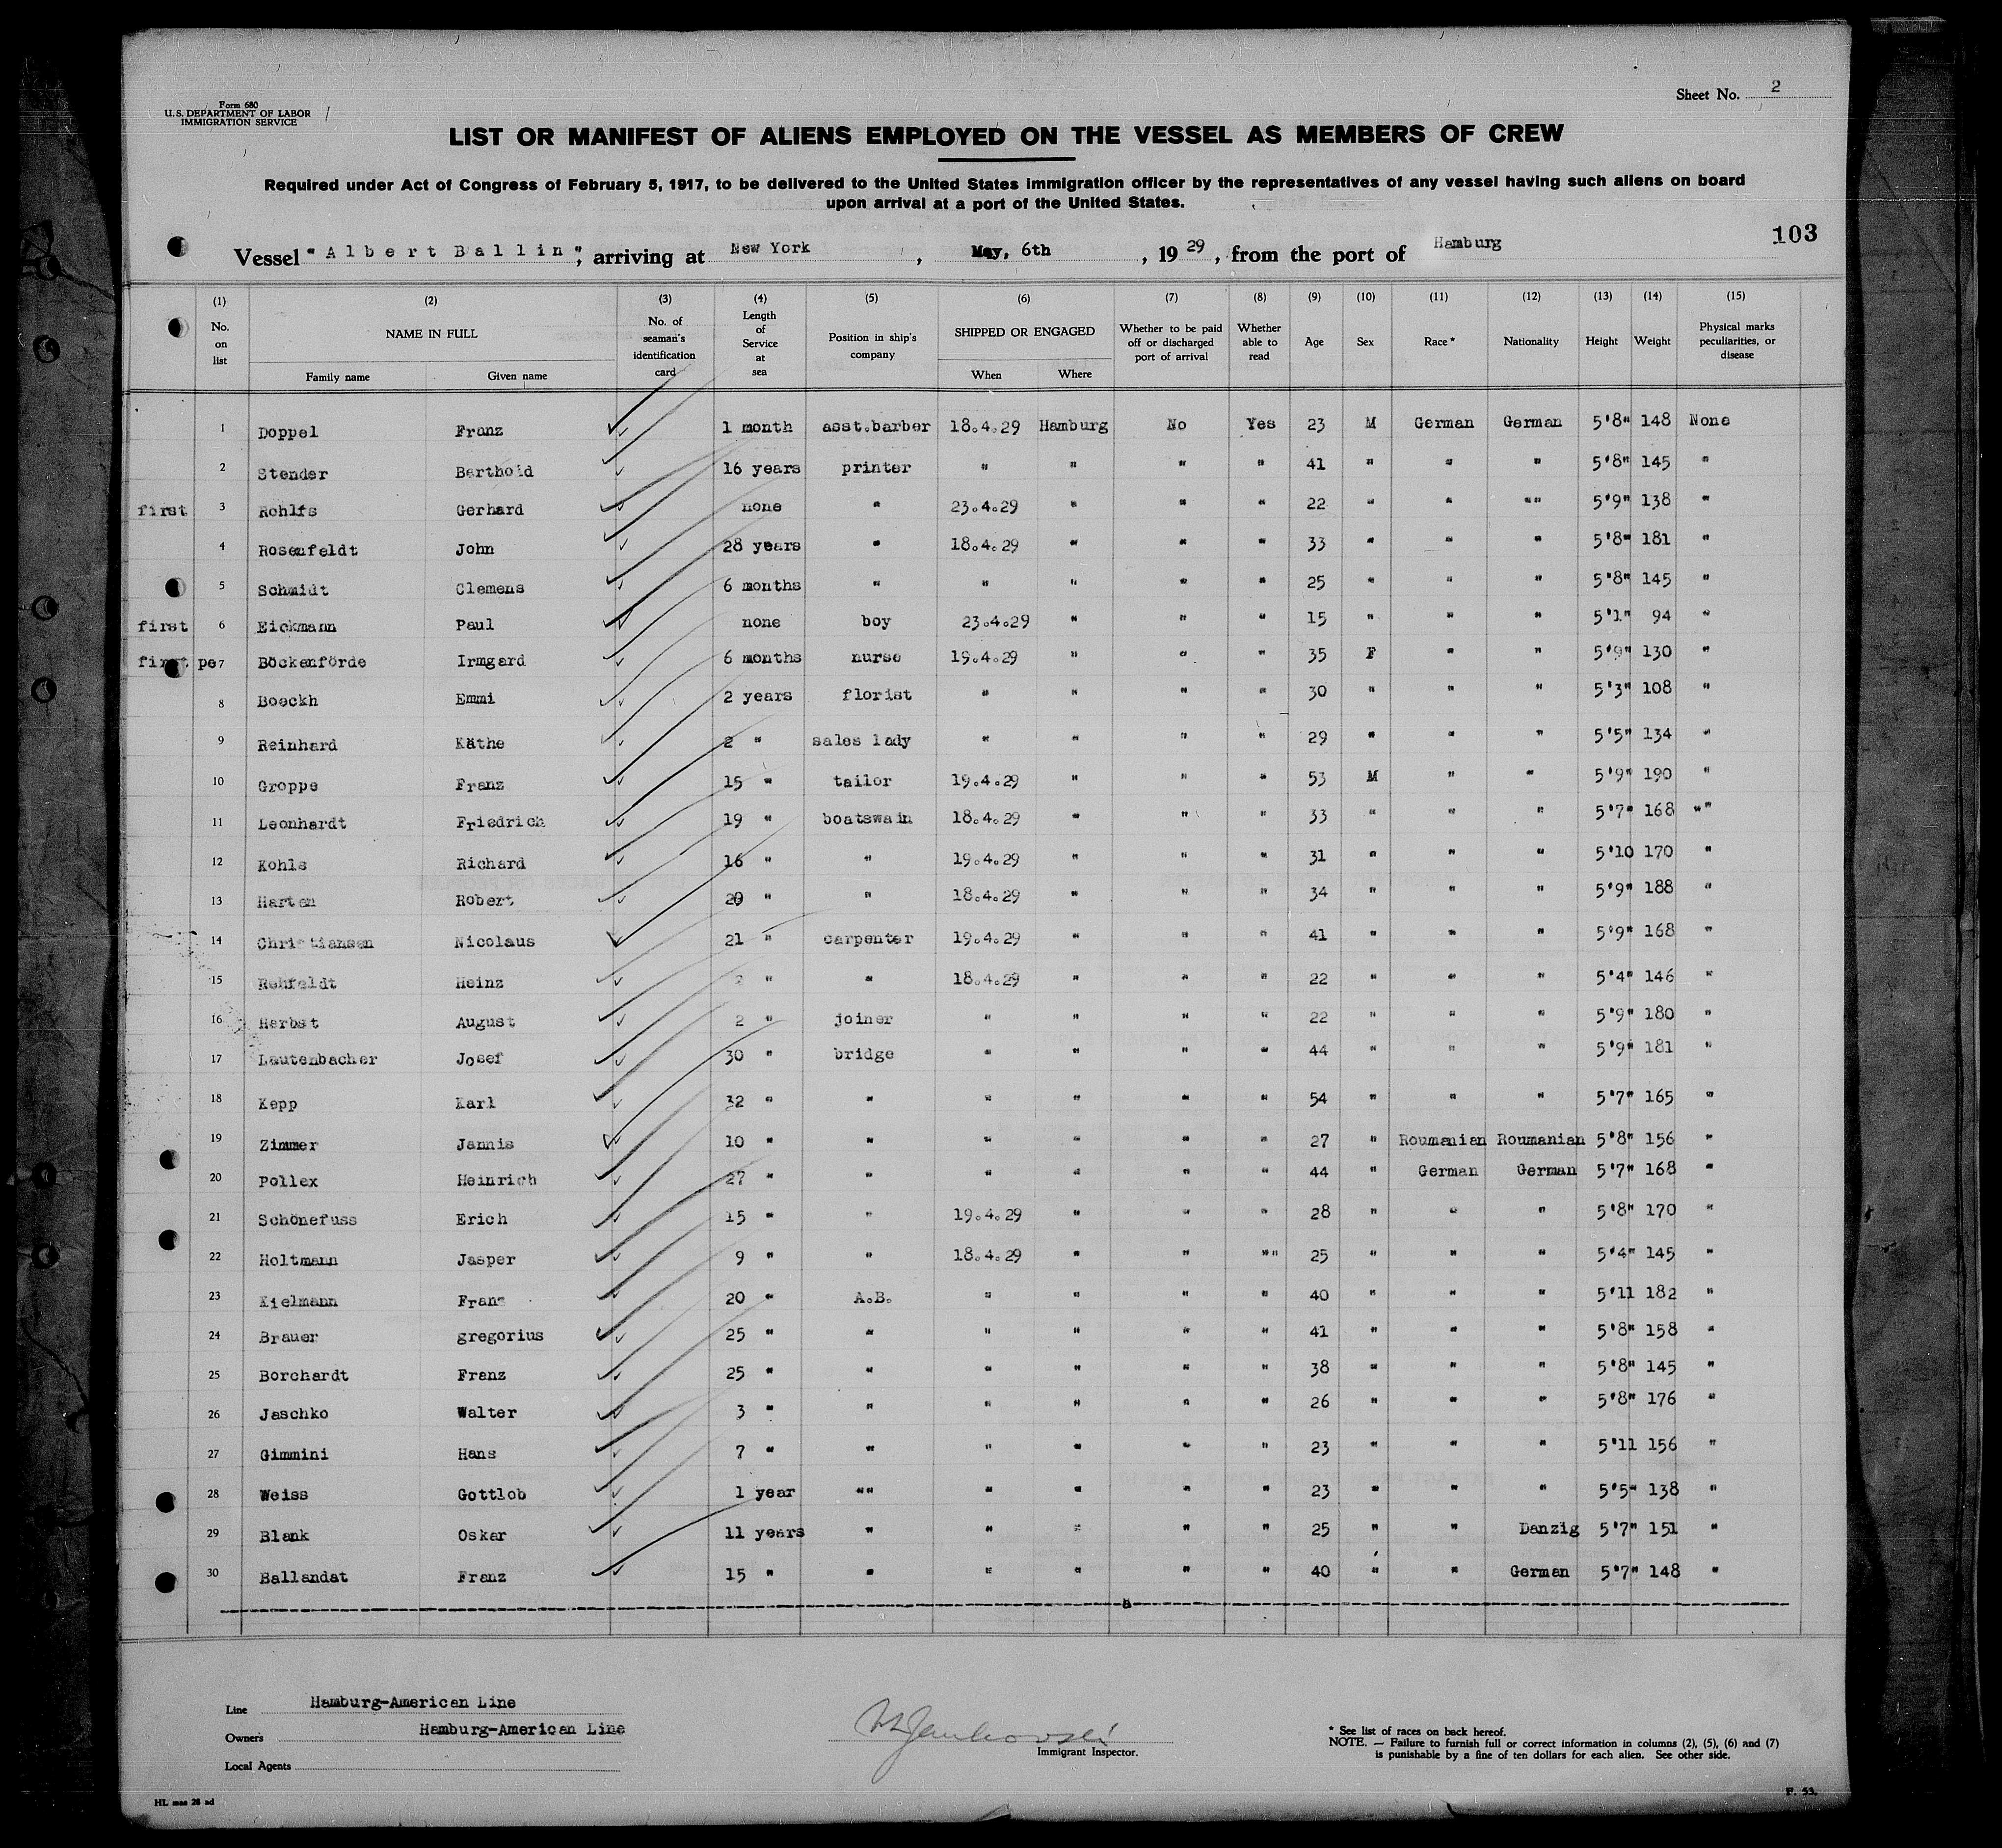 Form 680
U.S. DEPARTMENT OF LABOR
IMMIGRATION SERVICE
Sheet No. 2
LIST OR MANIFEST OF ALIENS EMPLOYED ON THE VESSEL AS MEMBERS OF CREW
Required under Act of Congress of February 5, 1917, to be delivered to the United States immigration officer by the representatives of any vessel having such aliens on board
upon arrival at a port of the United States.
103
Vessel "Albert Ballin", arriving at New York, May, 6th, 1929, from the port of Hamburg
(1) (2) (3) (4) (5) (6) (7) (8) (9) (10) (11) (12) (13) (14) (15)
No. on list NAME IN FULL Family name Given name No. of seaman's identification card Length of Service at sea Position in ship's company SHIPPED OR ENGAGED When Where Whether to be paid off or discharged port of arrival Whether able to read Age Sex Race * Nationality Height Weight Physical marks peculiarities, or disease
1 Doppel Franz 1 month asst.barber 18.4.29 Hamburg No Yes 23 M German German 5'8" 148 None
2 Stender Berthold 16 years printer " " " " 41 " " " 5'8" 145 "
first 3 Rohlfs Gerhard none " 23.4.29 " " " 22 " " "" 5'9" 138 "
4 Rosenfeldt John 28 years " 18.4.29 " " " 33 " " " 5'8" 181 "
5 Schmidt Clemens 6 months " " " " " 25 " " " 5'8" 145 "
first 6 Eickmann Paul none boy 23.4.29 " " " 15 " " " 5'1" 94 "
first pe 7 Böckenförde Irmgard 6 months nurse 19.4.29 " " " 35 F " " 5'9" 130 "
8 Boeckh Emmi 2 years florist " " " " 30 " " " 5'3" 108 "
9 Reinhard Käthe 2 " sales lady " " " " 29 " " " 5'5" 134 "
10 Groppe Franz 15 " tailor 19.4.29 " " " 53 M " " 5'9" 190 "
11 Leonhardt Friedrich 19 " boatswain 18.4.29 " " " 33 " " " 5'7" 168 ""
12 Kohls Richard 16 " " 19.4.29 " " " 31 " " " 5'10 170 "
13 Harten Robert 20 " " 18.4.29 " " " 34 " " " 5'9" 188 "
14 Christiansen Nicolaus 21 " carpenter 19.4.29 " " " 41 " " " 5'9" 168 "
15 Rehfeldt Heinz " " 18.4.29 " " " 22 " " " 5'4" 146 "
16 Herbst August 2 " joiner " " " " 22 " " " 5'9" 180 "
17 Lautenbacher Josef 30 " bridge " " " " 44 " " " 5'9" 181 "
18 Kepp Karl 32 " " " " " " 54 " " " 5'7" 165 "
19 Zimmer Jannis 10 " " " " " " 27 " Roumanian Roumanian 5'8" 156 "
20 Pollex Heinrich 27 " " " " " " 44 " German German 5'7" 168 "
21 Schönefuss Erich 15 " " 19.4.29 " " " 28 " " " 5'8" 170 "
22 Holtmann Jasper 9 " " 18.4.29 " " "" 25 " " " 5'4" 145 "
23 Kielmann Franz 20 " A.B. " " " " 40 " " " 5'11 182 "
24 Brauer gregorius 25 " " " " " " 41 " " " 5'8" 158 "
25 Borchardt Franz 25 " " " " " " 38 " " " 5'8" 145 "
26 Jaschko Walter 3 " " " " " " 26 " " " 5'8" 176 "
27 Gimmini Hans 7 " " " " " " 23 " " " 5'11 156 "
28 Weiss Gottlob 1 year "" " " " " 23 " " " 5'5" 138 "
29 Blank Oskar 11 years " " " " " 25 " " Danzig 5'7" 151 "
30 Ballandat Franz 15 " " " " " " 40 " " German 5'7" 148 "
Line Hamburg-American Line
Owners Hamburg-American Line
Local Agents
Immigrant Inspector.
* See list of races on back hereof.
NOTE. — Failure to furnish full or correct information in columns (2), (5), (6) and (7)
is punishable by a fine of ten dollars for each alien. See other side.
HL mas 28 ad
F. 53.